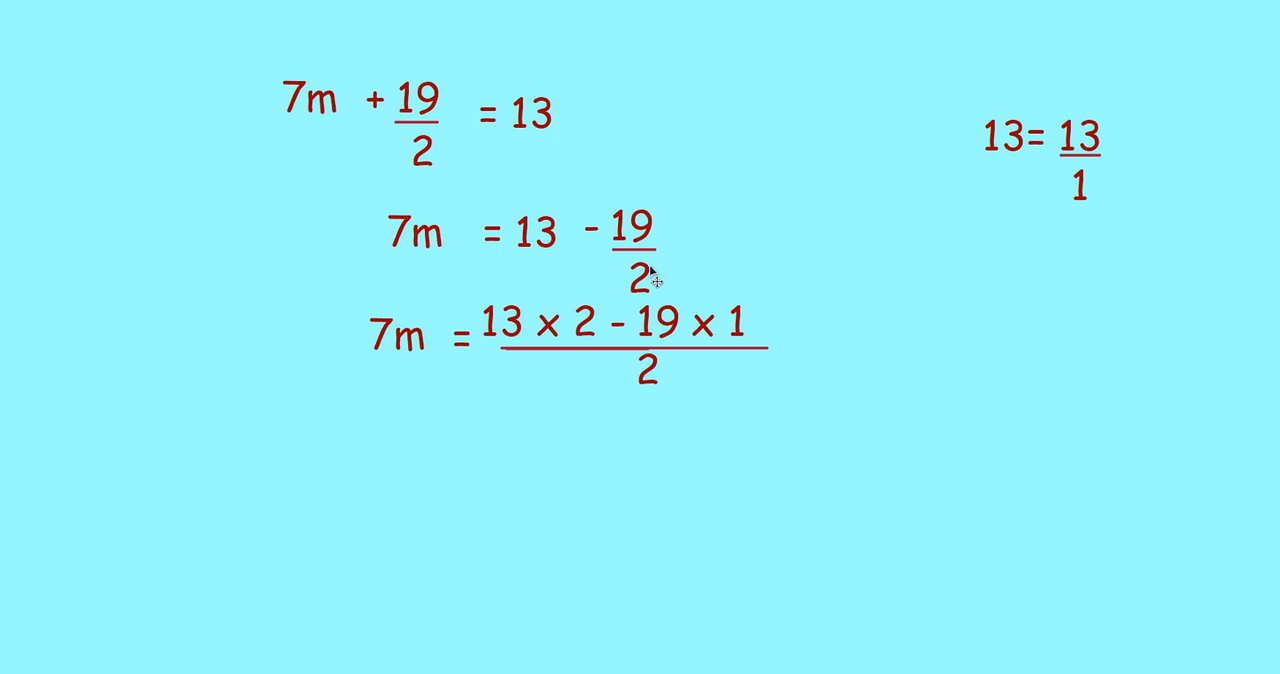 7m + 19/2 = 13
13= 13/1
7m = 13 - 19/2
7m = 13 x 2 - 19 x 1 / 2